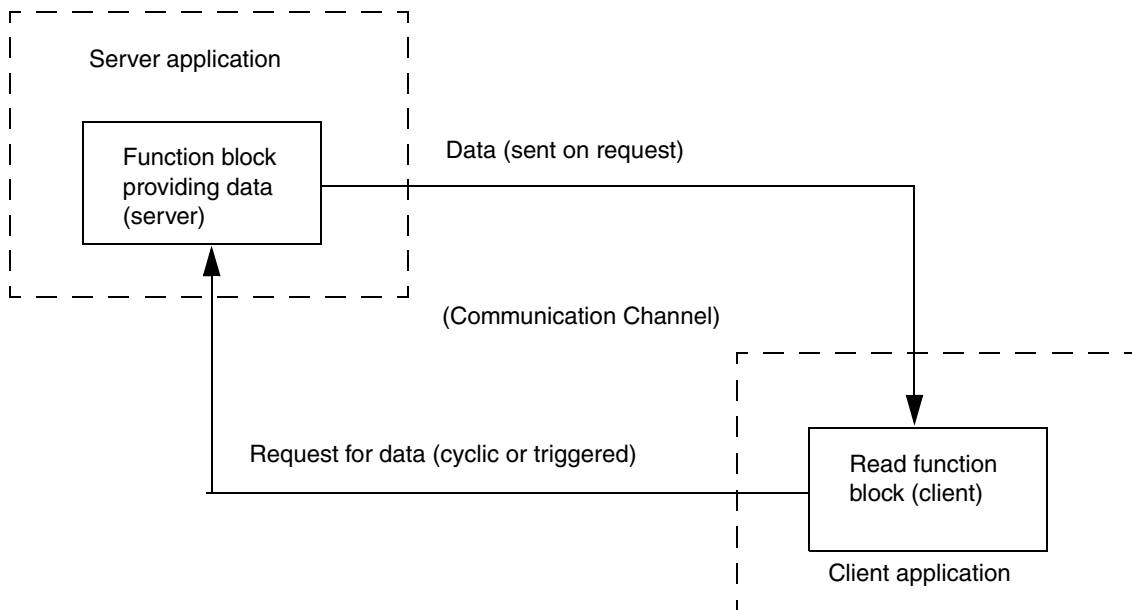 Server application
Function block
providing data
(server)
Data (sent on request)
(Communication Channel)
Request for data (cyclic or triggered)
Read function
block (client)
Client application